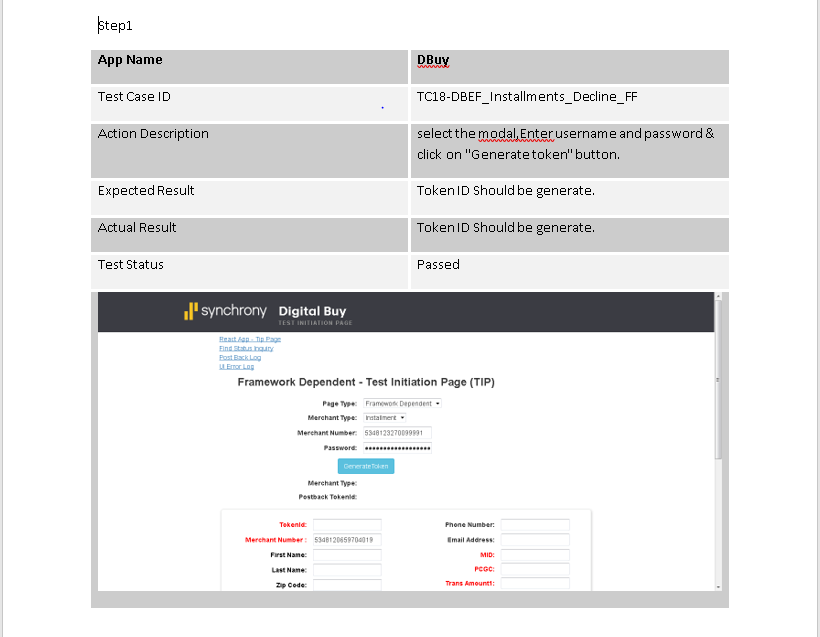 Step1
App Name DBuy
Test Case ID TC18-DBEF_Installments_Decline_FF
Action Description select the modal,Enter username and password &
click on "Generate token" button.
Expected Result Token ID Should be generate.
Actual Result Token ID Should be generate.
Test Status Passed
synchrony Digital Buy
TEST INITIATION PAGE
React App - Tip Page
Find Status Inquiry
Post Back Log
UI Error Log
Framework Dependent - Test Initiation Page (TIP)
Page Type: Framework Dependent
Merchant Type: Installment
Merchant Number: 5348123270099991
Password: ••••••••••••••••••
GenerateToken
Merchant Type:
Postback TokenId:
TokenId: Phone Number:
Merchant Number : 5348120659704019 Email Address:
First Name: MID:
Last Name: PCGC:
Zip Code: Trans Amount1: